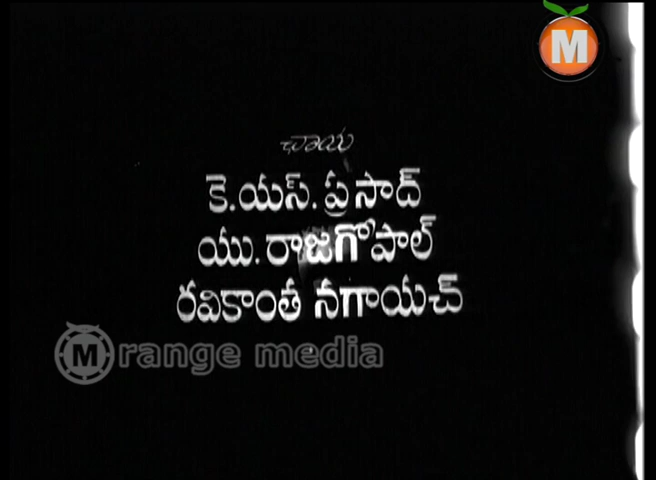 M
ఛాయ
కె.యస్. ప్రసాద్
యు. రాజగోపాల్
రవికాంత నగాయచ్
Mrange media